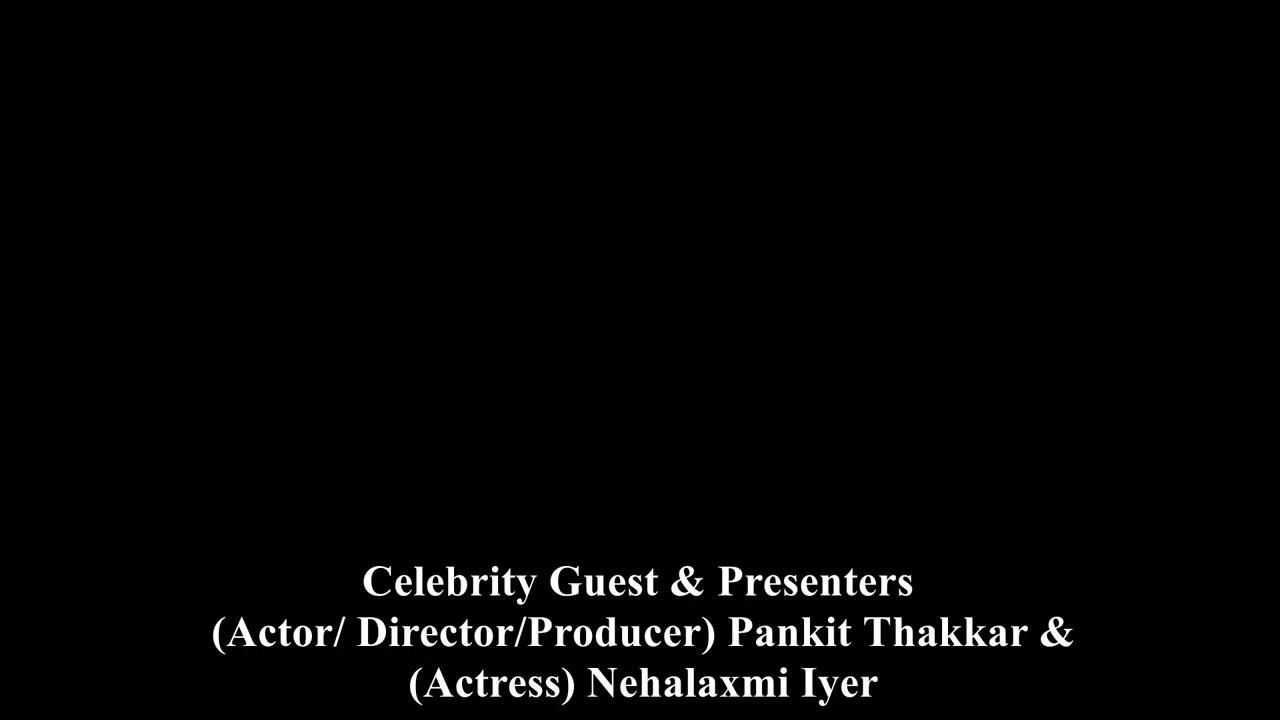 Celebrity Guest & Presenters
(Actor/ Director/Producer) Pankit Thakkar &
(Actress) Nehalaxmi Iyer